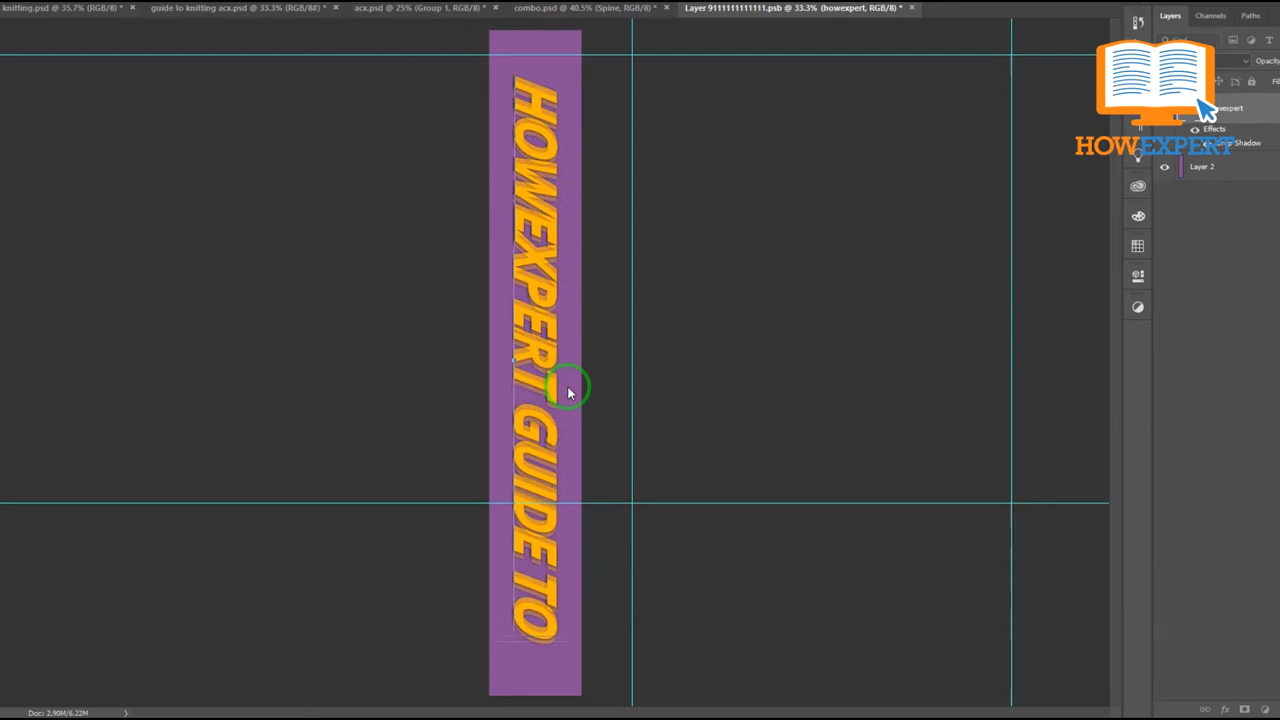 knitting.psd @ 35.7% (RGB/8) *
guide to knitting acx.psd @ 33.3% (RGB/8#) *
acx.psd @ 25% (Group 1, RGB/8) *
combo.psd @ 40.5% (Spine, RGB/8) *
Layer 9111111111111.psb @ 33.3% (howexpert, RGB/8) *
Layers
Channels
Paths
Opacity
HOWEXPERT
Effects
Drop Shadow
Layer 2
HOWEXPERT GUIDE TO
Doc: 2.90M/6.22M